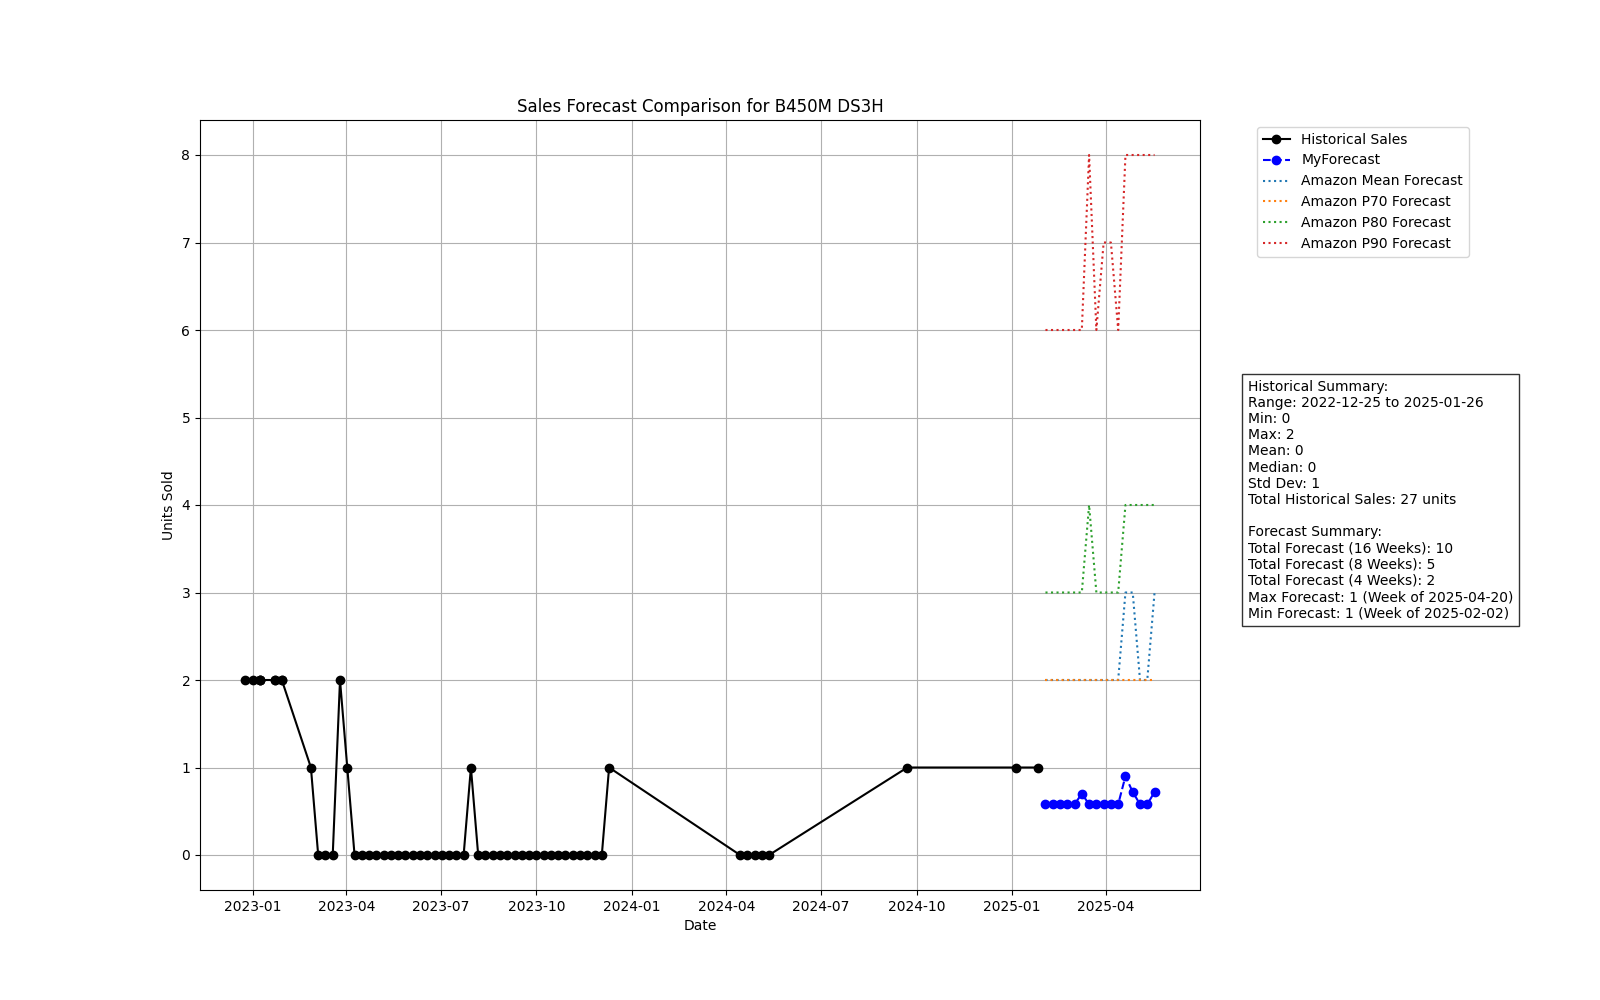 Sales Forecast Comparison for B450M DS3H
Historical Sales
MyForecast
Amazon Mean Forecast
Amazon P70 Forecast
Amazon P80 Forecast
Amazon P90 Forecast
8
7
6
5
4
3
2
1
0
Units Sold
Historical Summary:
Range: 2022-12-25 to 2025-01-26
Min: 0
Max: 2
Mean: 0
Median: 0
Std Dev: 1
Total Historical Sales: 27 units
Forecast Summary:
Total Forecast (16 Weeks): 10
Total Forecast (8 Weeks): 5
Total Forecast (4 Weeks): 2
Max Forecast: 1 (Week of 2025-04-20)
Min Forecast: 1 (Week of 2025-02-02)
2023-01 2023-04 2023-07 2023-10 2024-01 2024-04 2024-07 2024-10 2025-01 2025-04
Date